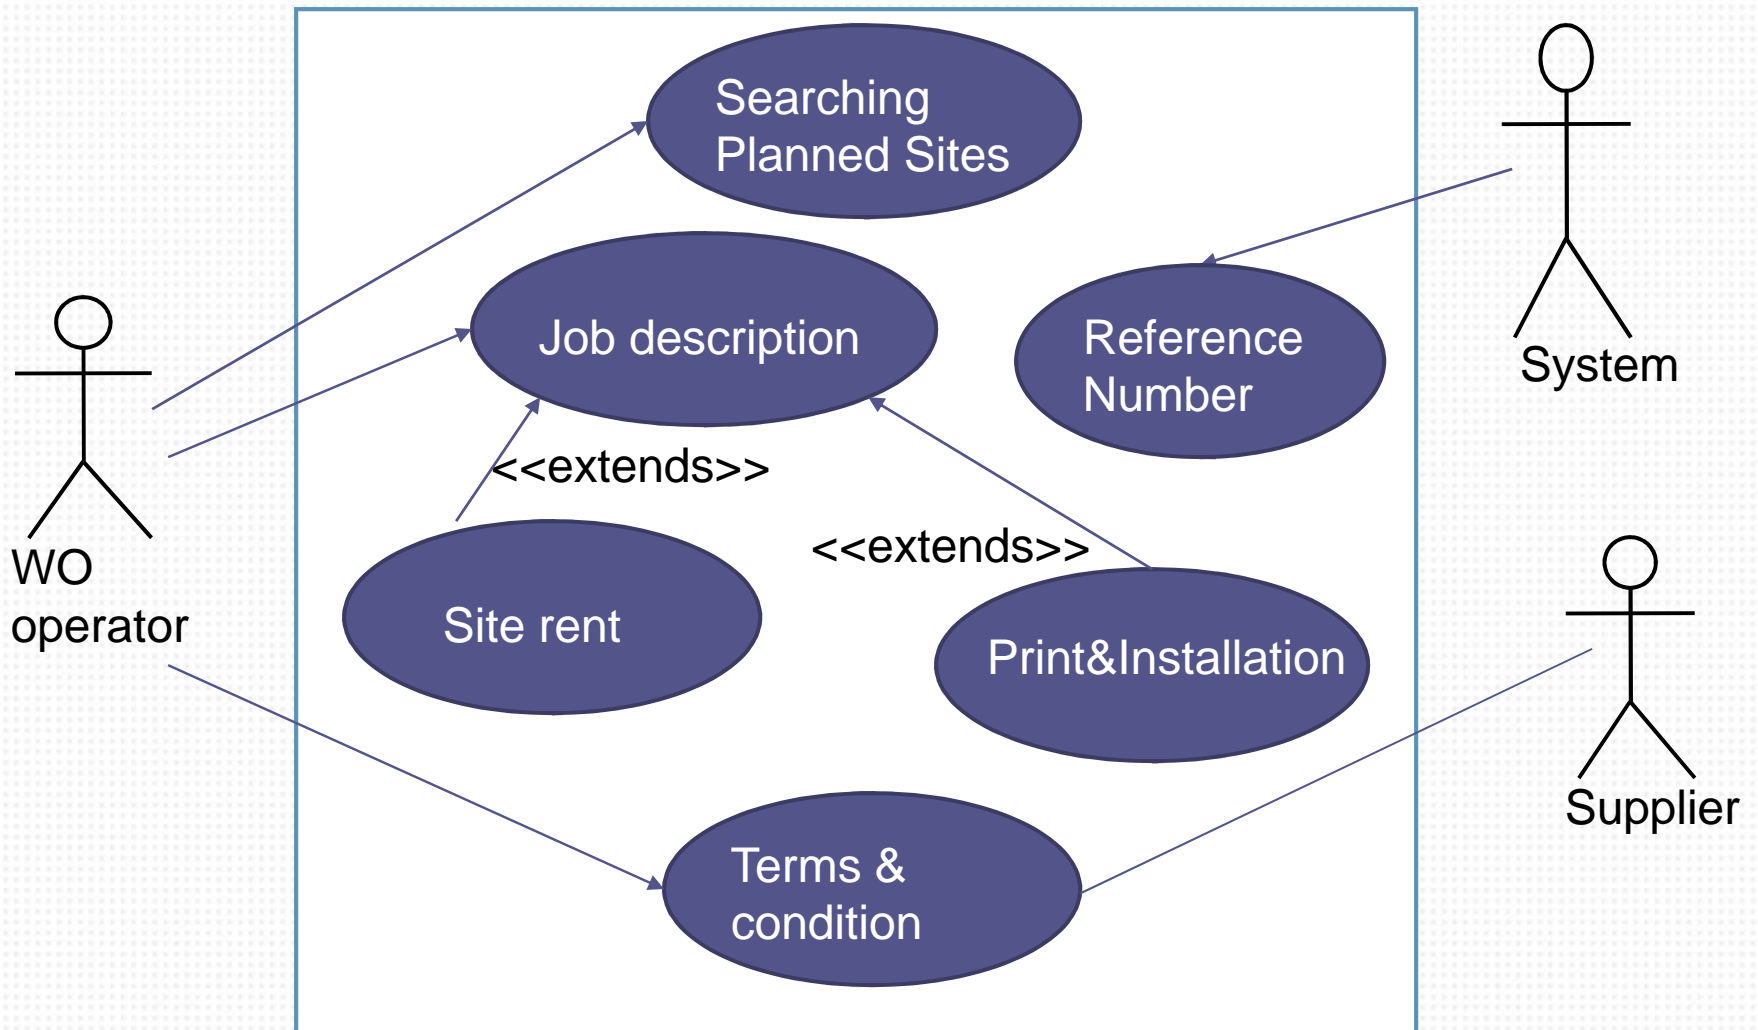 Searching
Planned Sites
Job description
Reference
Number
System
<<extends>>
<<extends>>
WO
operator
Site rent
Print&Installation
Supplier
Terms &
condition